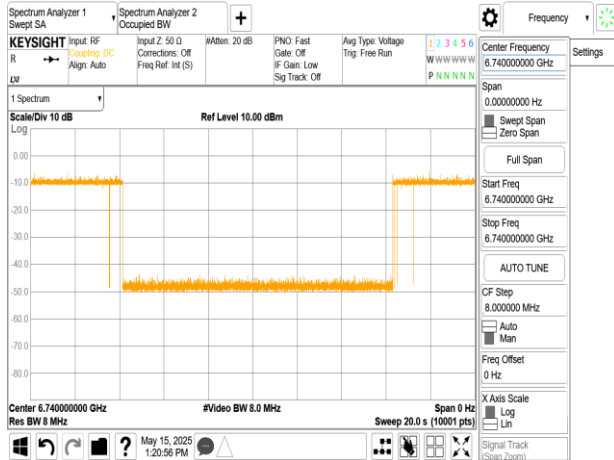 Spectrum Analyzer 1
Swept SA
Spectrum Analyzer 2
Occupied BW
+
Frequency
Settings
KEYSIGHT
R
LXI
Input: RF
Coupling: DC
Align: Auto
Input Z: 50 Ω
Corrections: Off
Freq Ref: Int (S)
#Atten: 20 dB
PNO: Fast
Gate: Off
IF Gain: Low
Sig Track: Off
Avg Type: Voltage
Trig: Free Run
1 2 3 4 5 6
W W W W W W
P N N N N N
1 Spectrum
Scale/Div 10 dB
Ref Level 10.00 dBm
Log
0.00
-10.0
-20.0
-30.0
-40.0
-50.0
-60.0
-70.0
-80.0
Center 6.740000000 GHz
#Video BW 8.0 MHz
Span 0 Hz
Res BW 8 MHz
Sweep 20.0 s (10001 pts)
Center Frequency
6.740000000 GHz
Span
0.00000000 Hz
Swept Span
Zero Span
Full Span
Start Freq
6.740000000 GHz
Stop Freq
6.740000000 GHz
AUTO TUNE
CF Step
8.000000 MHz
Auto
Man
Freq Offset
0 Hz
X Axis Scale
Log
Lin
Signal Track
(Span Zoom)
?
May 15, 2025
1:20:56 PM